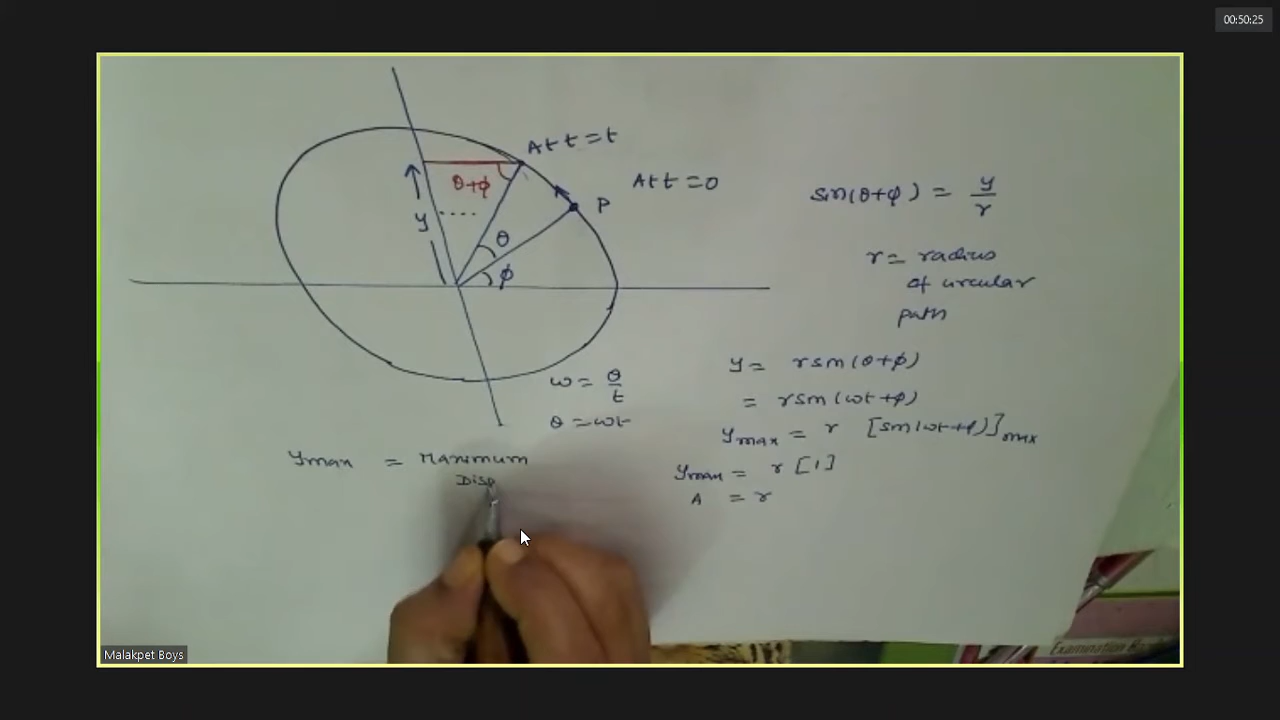 00:50:25
At t = t
At t = 0
θ+ϕ
P
y
θ
ϕ
sin(θ+ϕ) = y/r
r = radius
of circular
path
ω = θ/t
θ = ωt
y = r sin(θ+ϕ)
= r sin(ωt+ϕ)
ymax = r [sin(ωt+ϕ)]max
ymax = r [1]
A = r
ymax = Maximum
Disp
Malakpet Boys
Examination